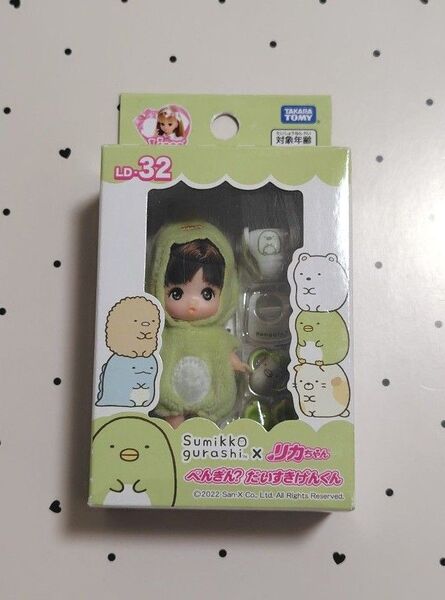 TAKARA TOMY
対象年齢
LD-32
Sumikko gurashi™ × リカちゃん
ぺんぎん? だいすきげんくん
©2022 San-X Co., Ltd. All Rights Reserved.